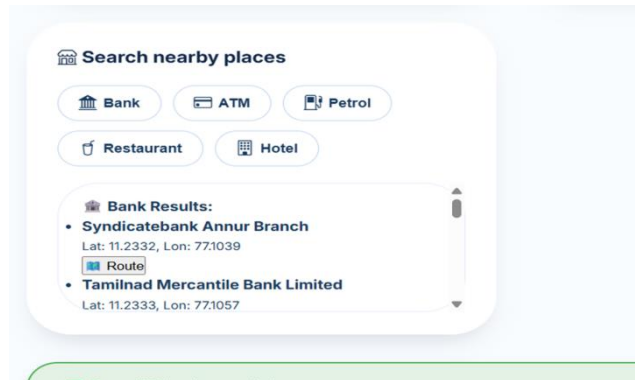 Search nearby places
Bank
ATM
Petrol
Restaurant
Hotel
Bank Results:
Syndicatebank Annur Branch
Lat: 11.2332, Lon: 77.1039
Route
Tamilnad Mercantile Bank Limited
Lat: 11.2333, Lon: 77.1057